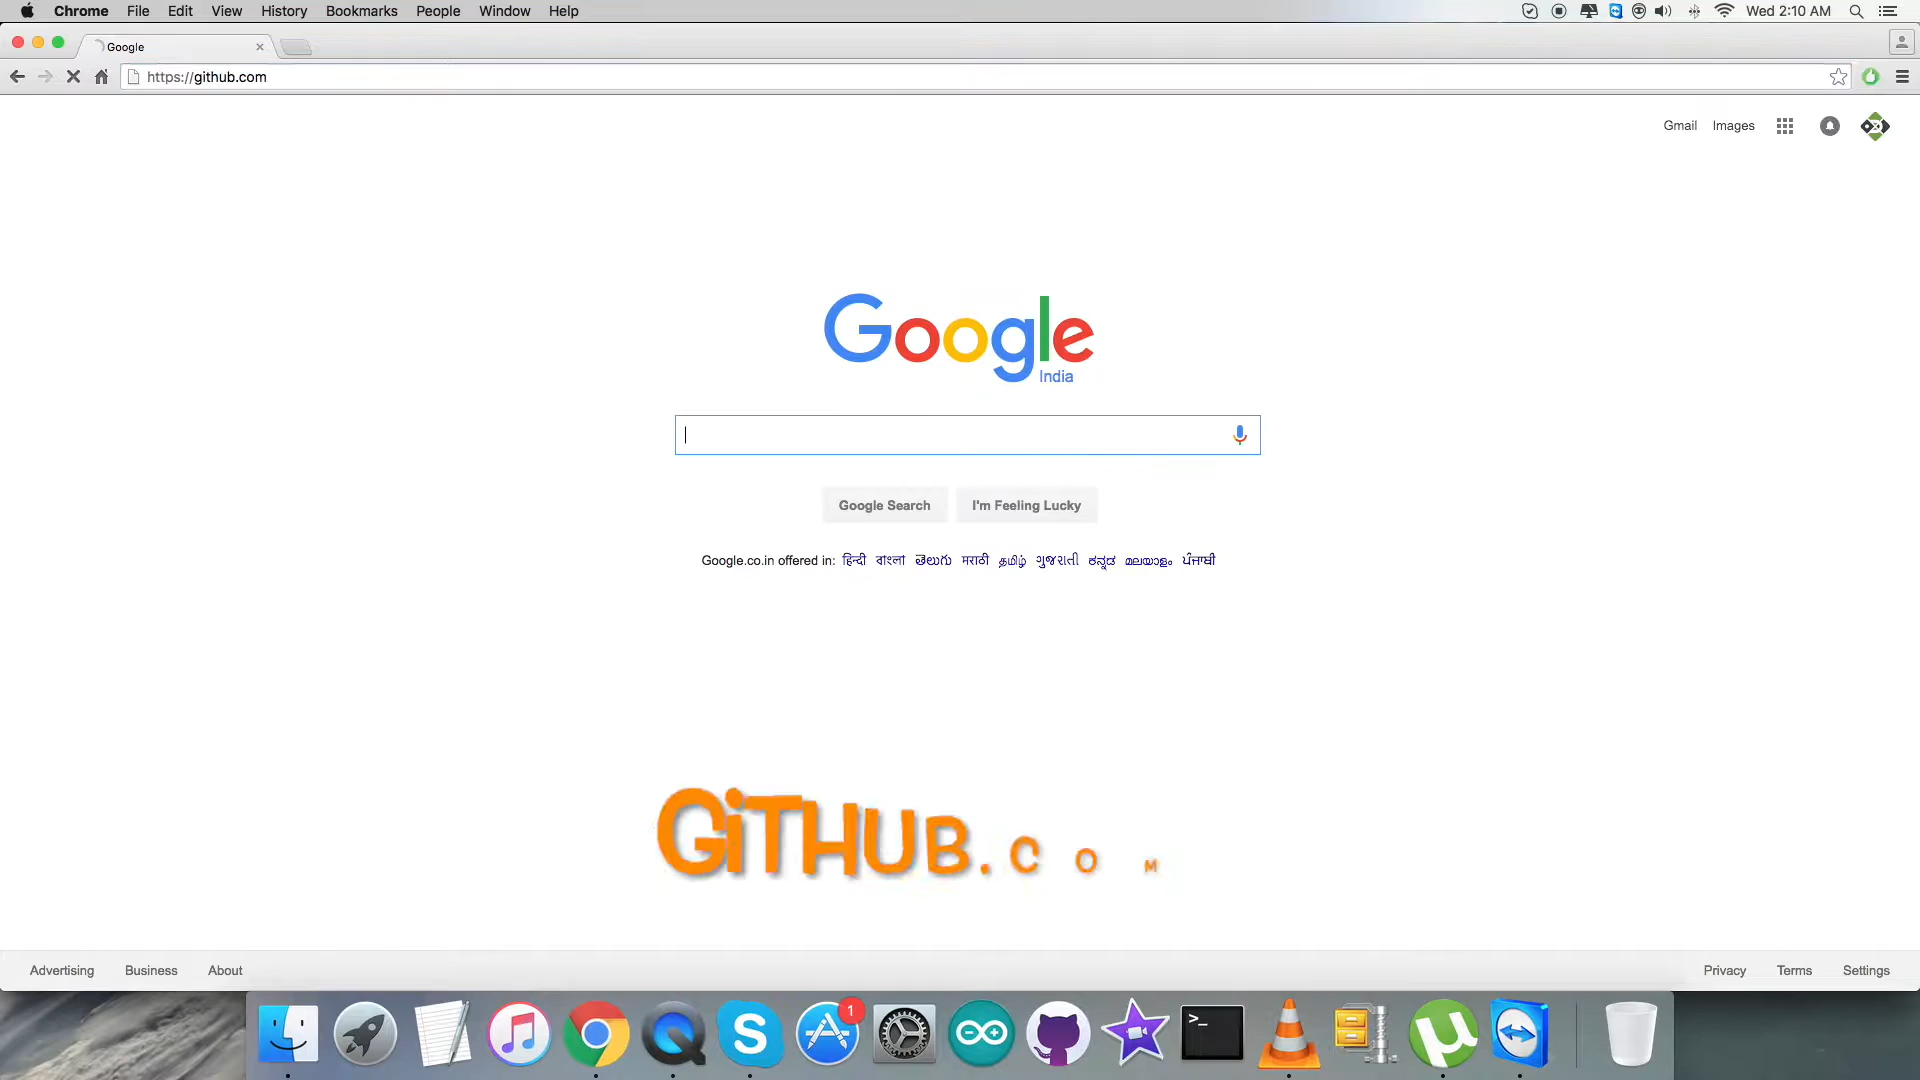 Chrome File Edit View History Bookmarks People Window Help Wed 2:10 AM
Google
https://github.com
Gmail Images
Google
India
Google Search I'm Feeling Lucky
Google.co.in offered in: हिन्दी বাংলা తెలుగు मराठी தமிழ் ગુજરાતી ಕನ್ನಡ മലയാളം ਪੰਜਾਬੀ
GiTHUB.COM
Advertising Business About Privacy Terms Settings
1
S
>_